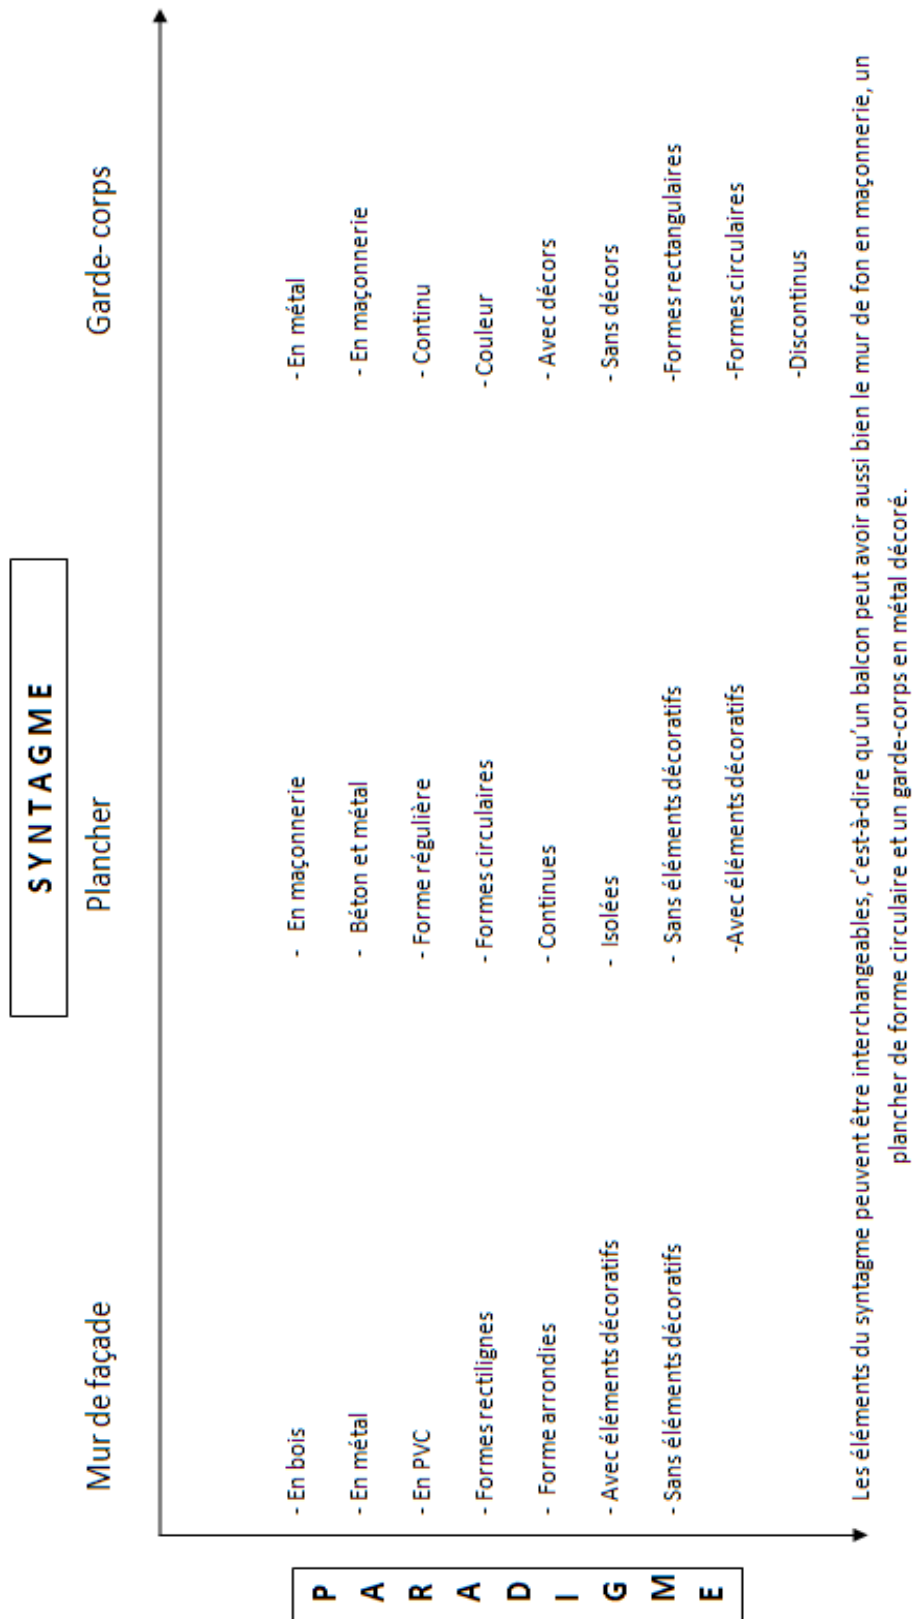 SYNTAGME
Mur de façade Plancher Garde- corps
PARADIGME
- En bois - En maçonnerie - En métal
- En métal - Béton et métal - En maçonnerie
- En PVC - Forme régulière - Continu
- Formes rectilignes - Formes circulaires -Couleur
- Forme arrondies -Continues - Avec décors
- Avec éléments décoratifs - Isolées - Sans décors
- Sans éléments décoratifs - Sans éléments décoratifs -Formes rectangulaires
-Avec éléments décoratifs -Formes circulaires
-Discontinus
Les éléments du syntagme peuvent être interchangeables, c'est-à-dire qu'un balcon peut avoir aussi bien le mur de fon en maçonnerie, un
plancher de forme circulaire et un garde-corps en métal décoré.